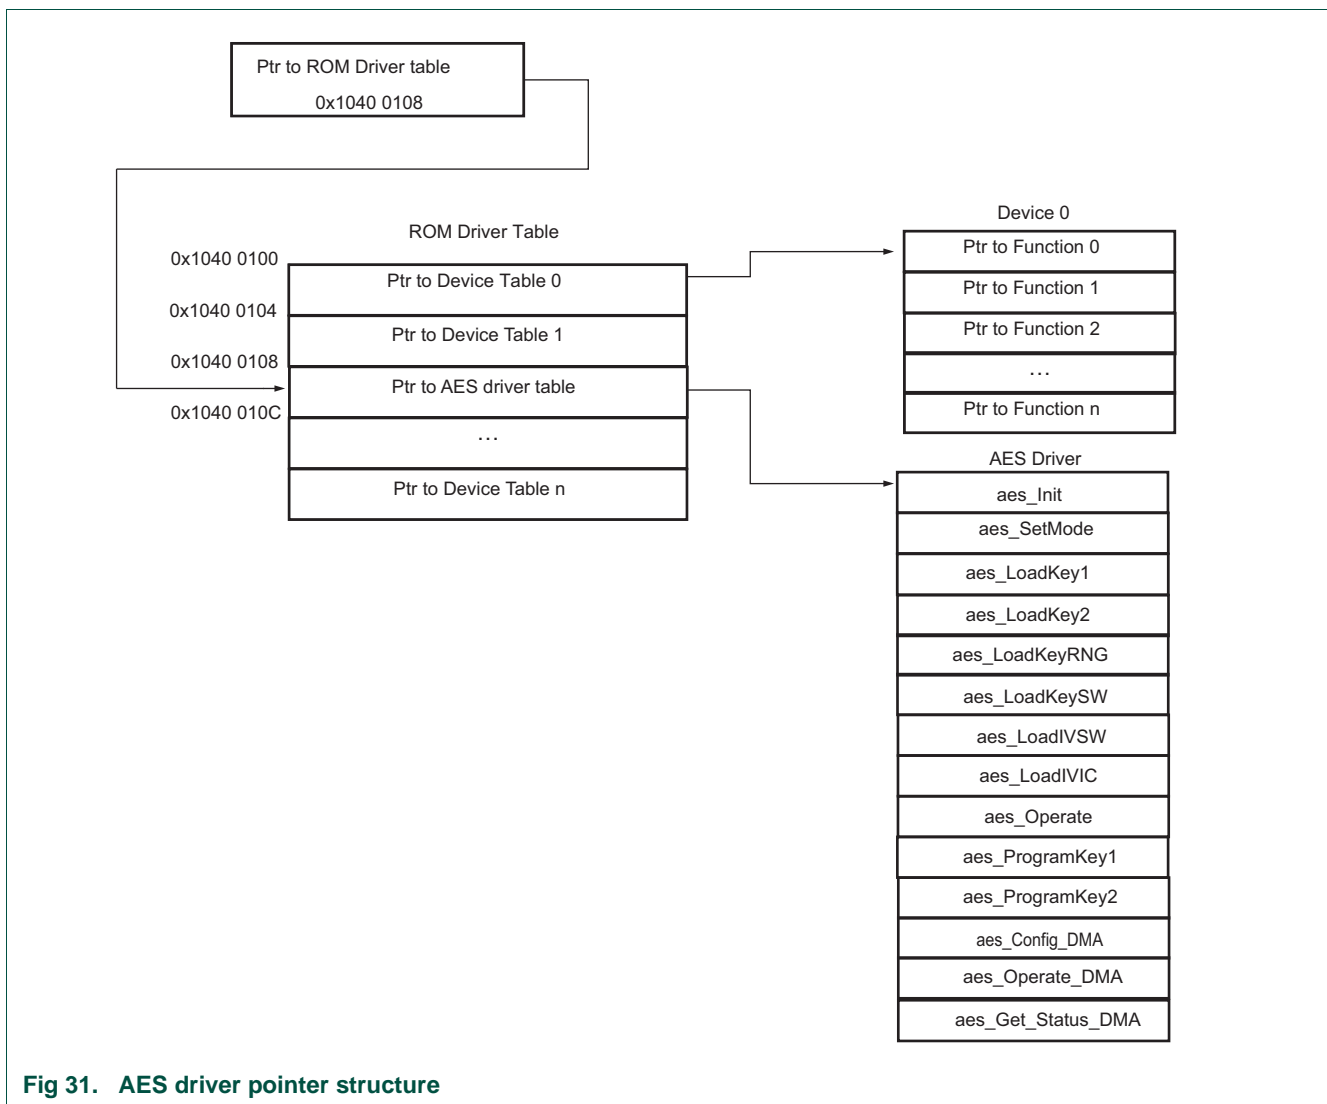 Ptr to ROM Driver table
0x1040 0108
ROM Driver Table
0x1040 0100
Ptr to Device Table 0
0x1040 0104
Ptr to Device Table 1
0x1040 0108
Ptr to AES driver table
0x1040 010C
...
Ptr to Device Table n
Device 0
Ptr to Function 0
Ptr to Function 1
Ptr to Function 2
...
Ptr to Function n
AES Driver
aes_Init
aes_SetMode
aes_LoadKey1
aes_LoadKey2
aes_LoadKeyRNG
aes_LoadKeySW
aes_LoadIVSW
aes_LoadIVIC
aes_Operate
aes_ProgramKey1
aes_ProgramKey2
aes_Config_DMA
aes_Operate_DMA
aes_Get_Status_DMA
Fig 31. AES driver pointer structure